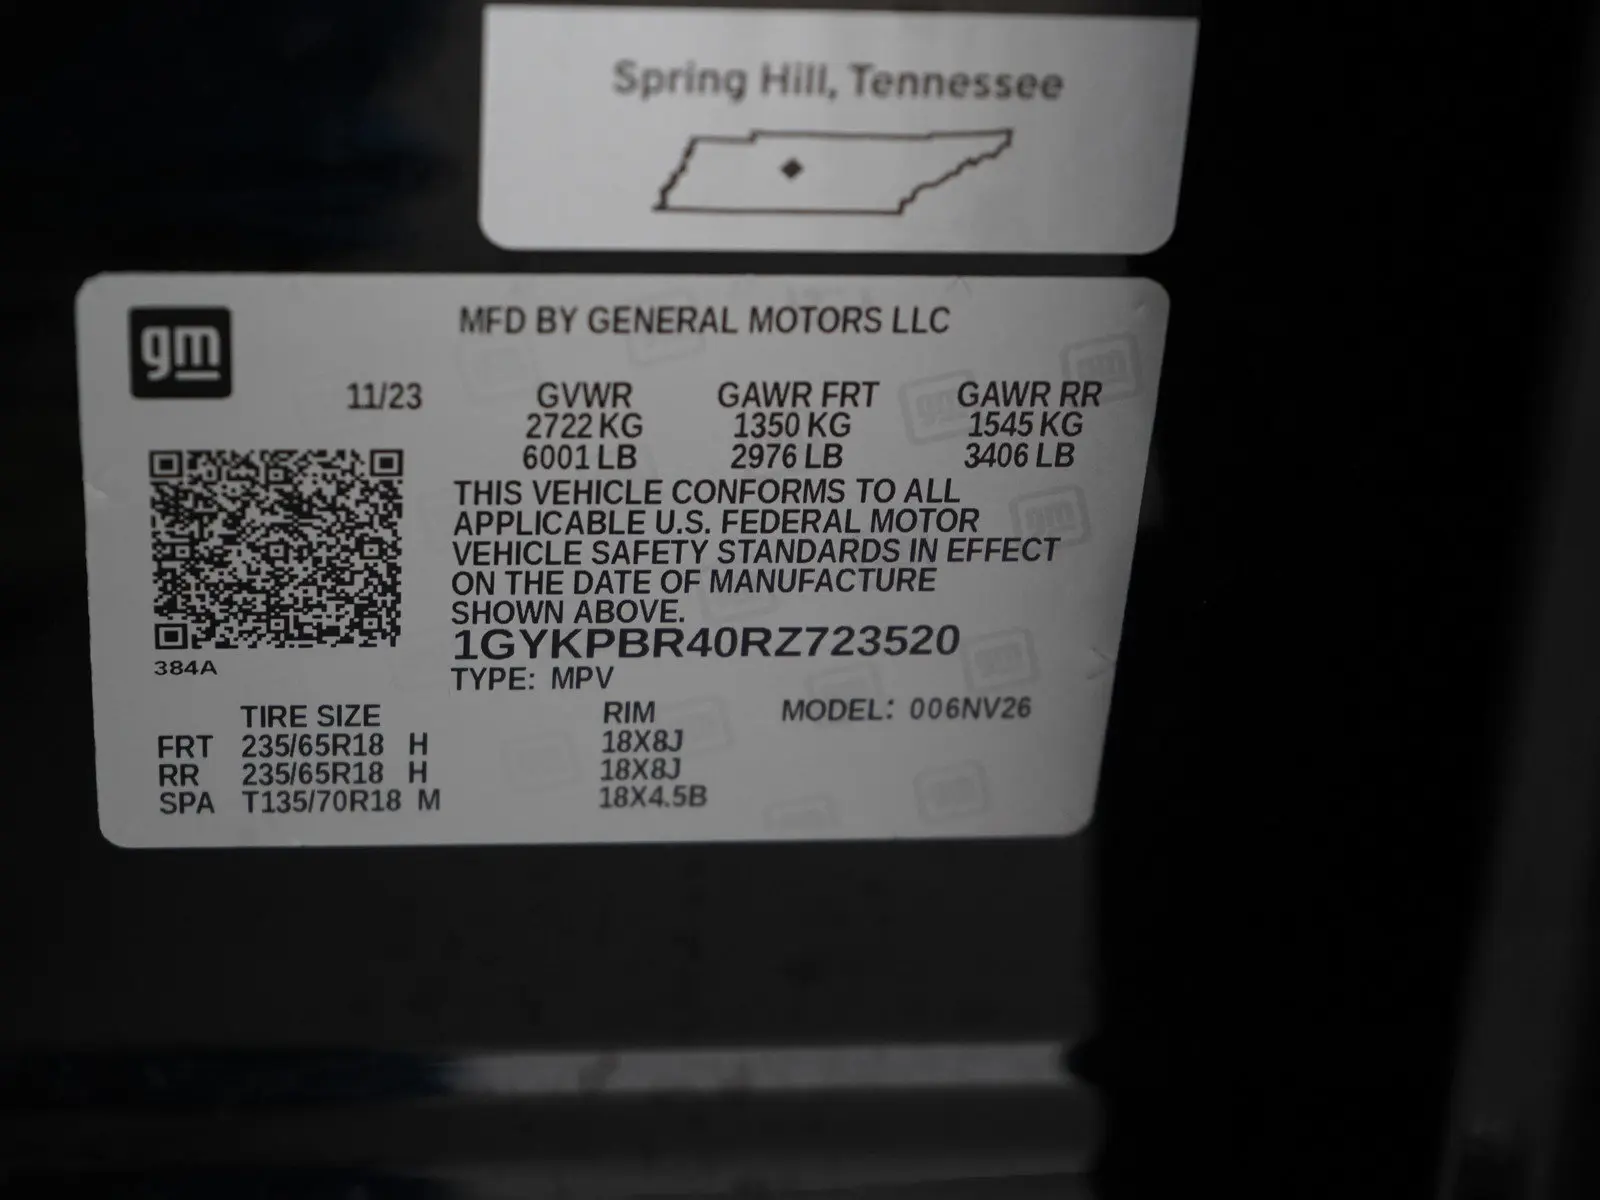 Spring Hill, Tennessee
gm
MFD BY GENERAL MOTORS LLC
11/23 GVWR GAWR FRT GAWR RR
2722 KG 1350 KG 1545 KG
6001 LB 2976 LB 3406 LB
THIS VEHICLE CONFORMS TO ALL
APPLICABLE U.S. FEDERAL MOTOR
VEHICLE SAFETY STANDARDS IN EFFECT
ON THE DATE OF MANUFACTURE
SHOWN ABOVE.
1GYKPBR40RZ723520
384A
TYPE: MPV
TIRE SIZE RIM MODEL: 006NV26
FRT 235/65R18 H 18X8J
RR 235/65R18 H 18X8J
SPA T135/70R18 M 18X4.5B